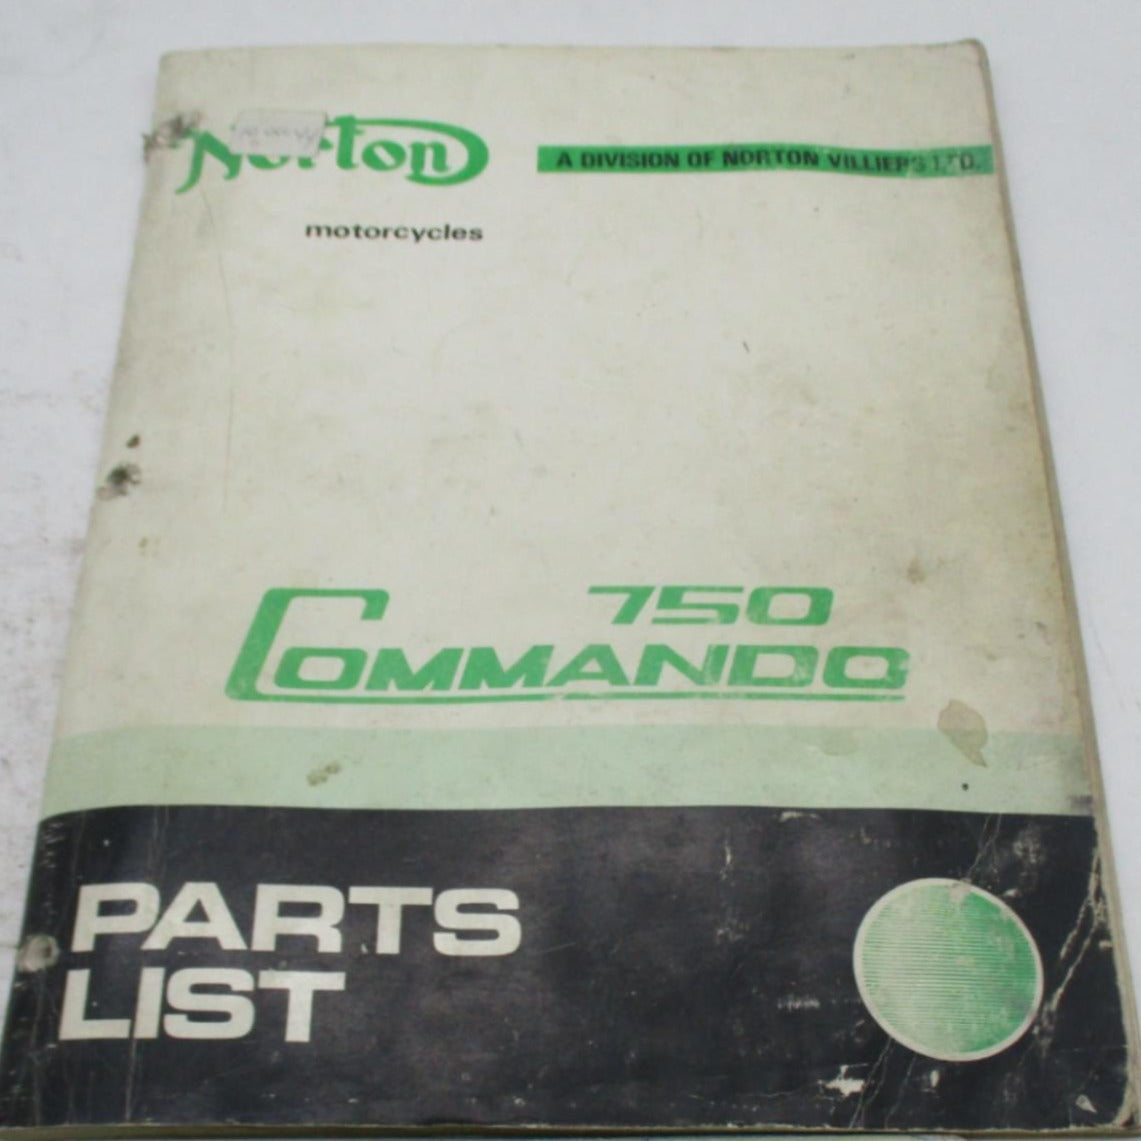 Norton
A DIVISION OF NORTON VILLIERS LTD.
motorcycles
750
COMMANDO
PARTS
LIST